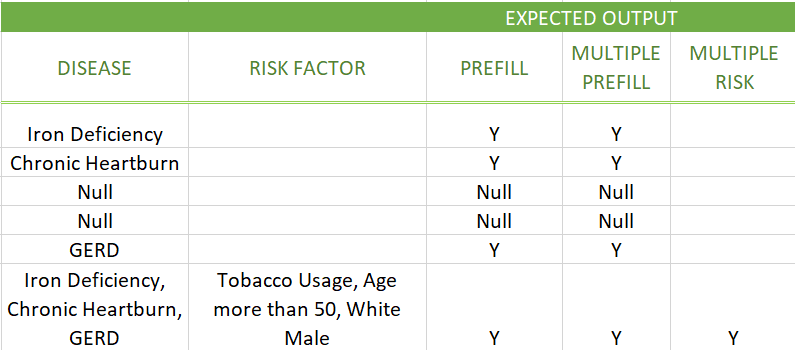 EXPECTED OUTPUT
DISEASE RISK FACTOR PREFILL MULTIPLE PREFILL MULTIPLE RISK
Iron Deficiency Y Y
Chronic Heartburn Y Y
Null Null Null
Null Null Null
GERD Y Y
Iron Deficiency, Tobacco Usage, Age
Chronic Heartburn, more than 50, White
GERD Male Y Y Y